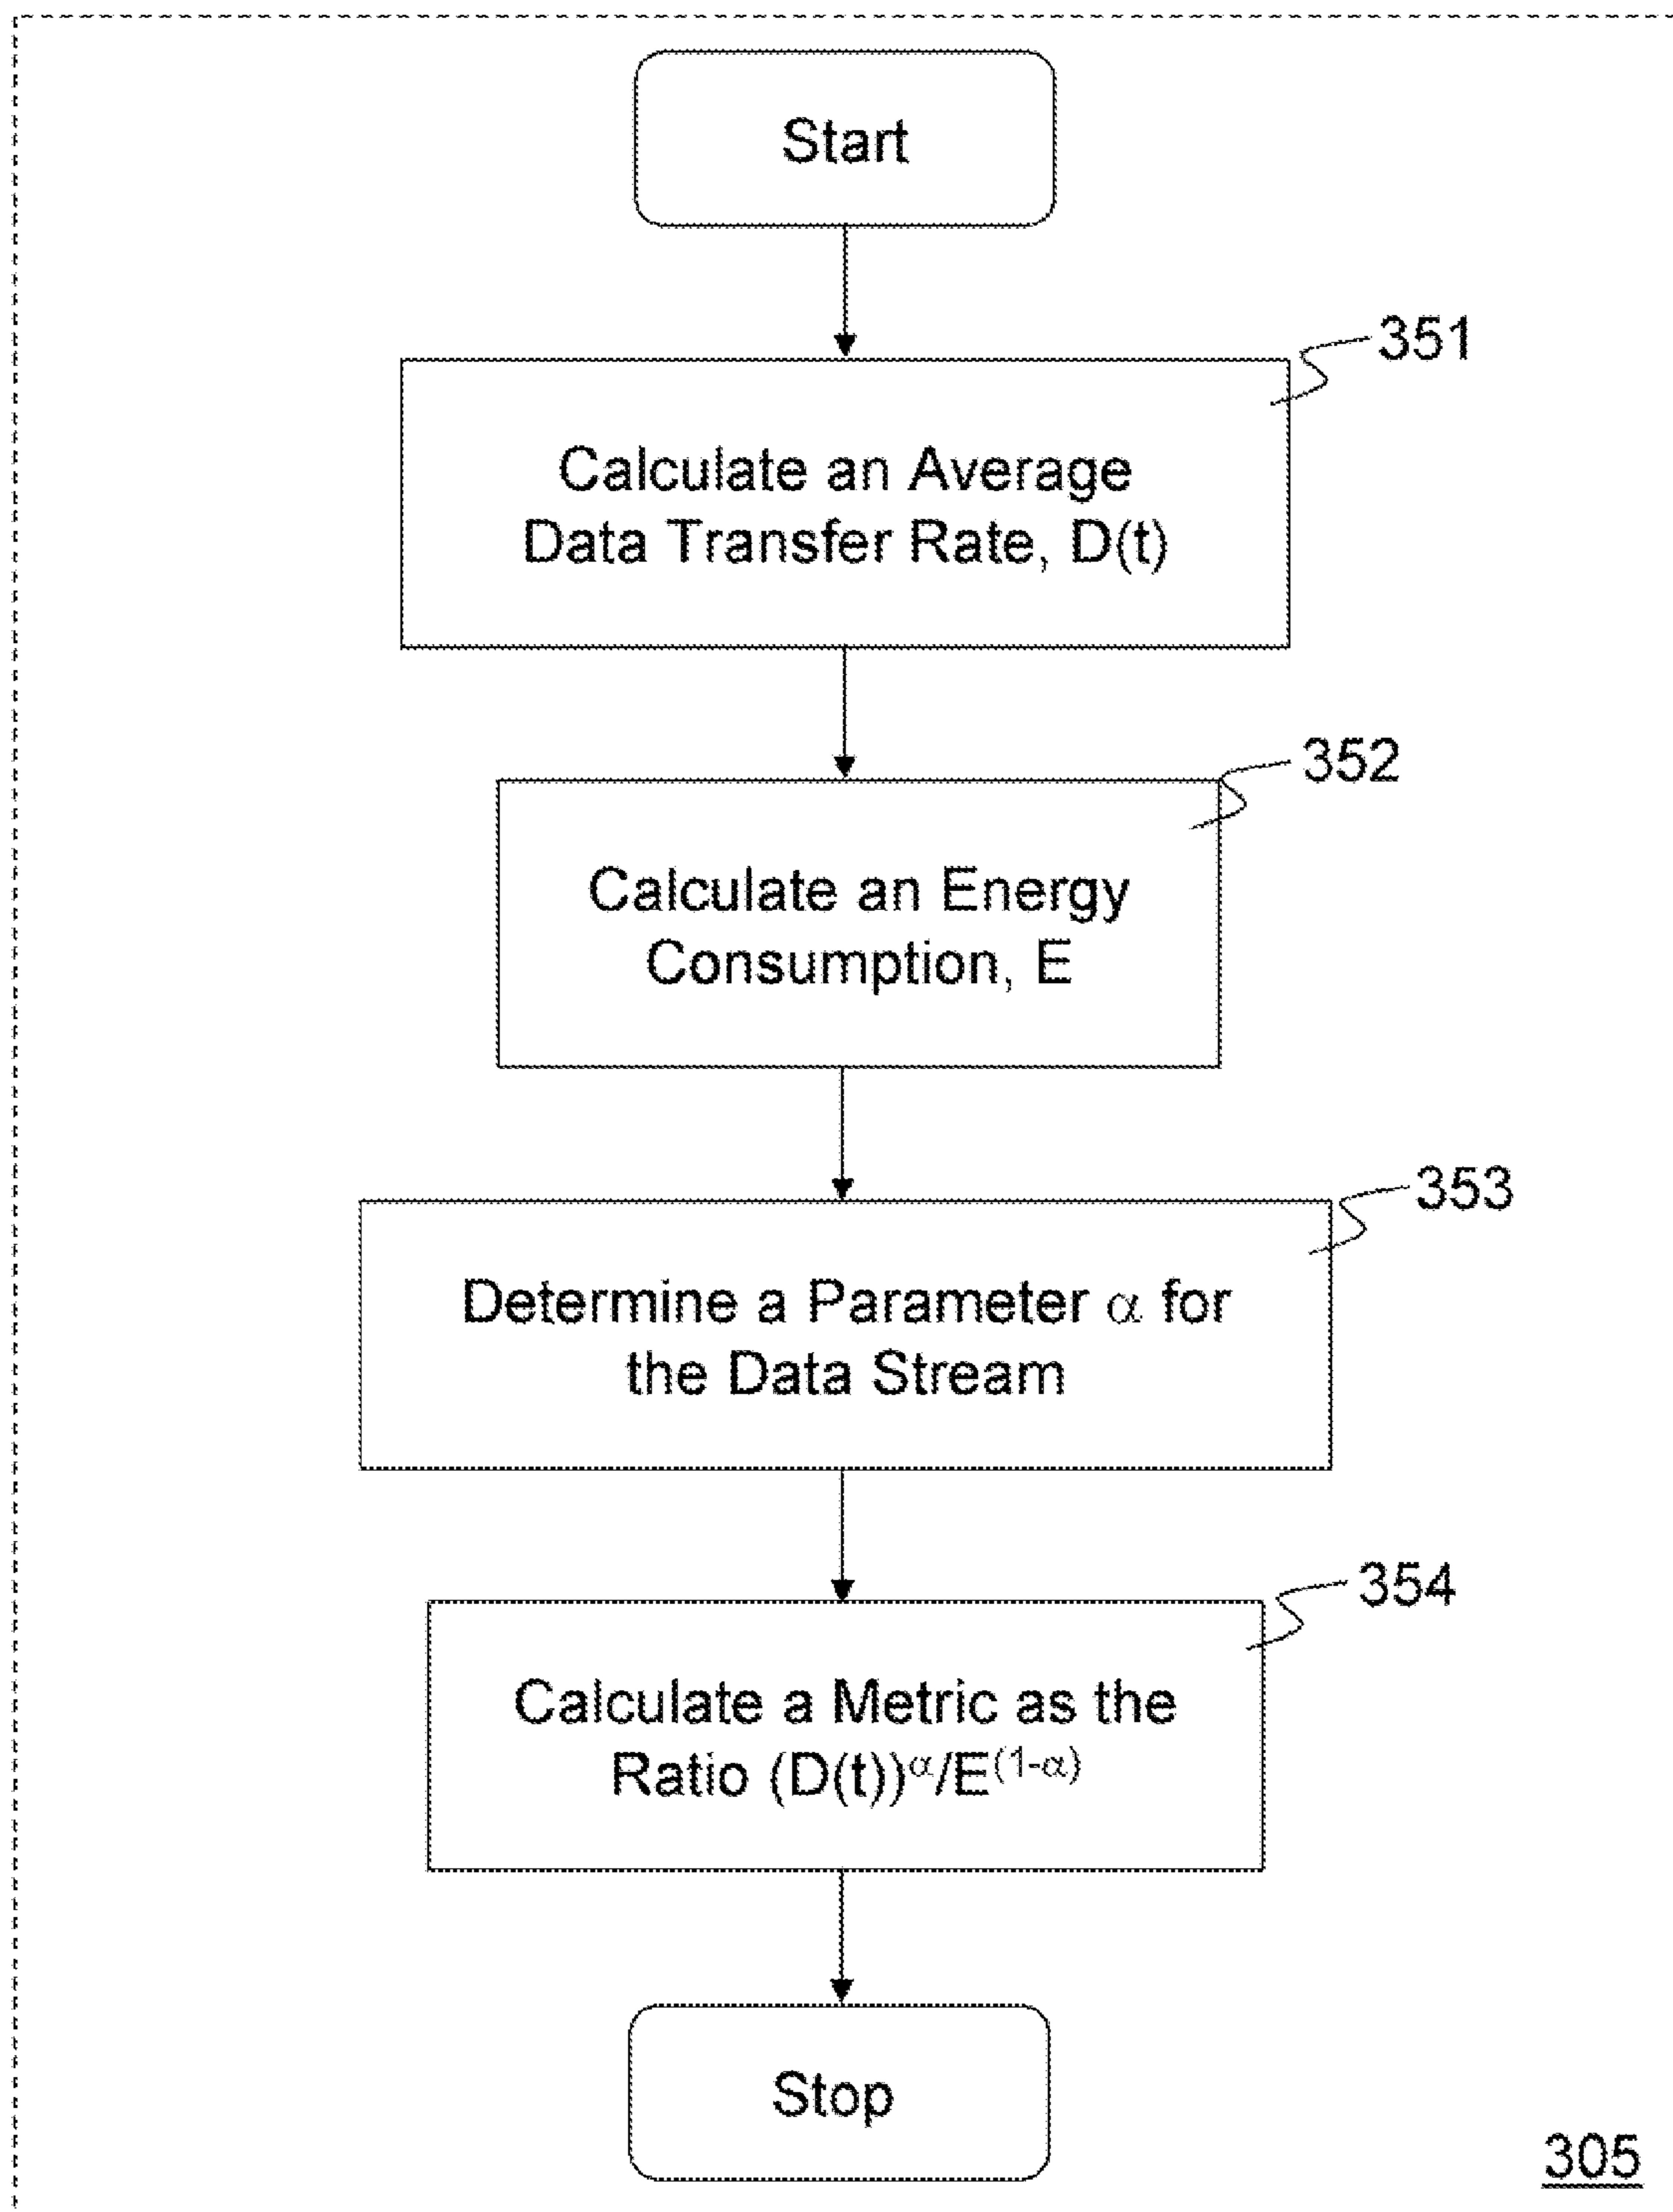 Start
351
Calculate an Average
Data Transfer Rate, D(t)
352
Calculate an Energy
Consumption, E
353
Determine a Parameter α for
the Data Stream
354
Calculate a Metric as the
Ratio (D(t))^α/E^(1-α)
Stop
305